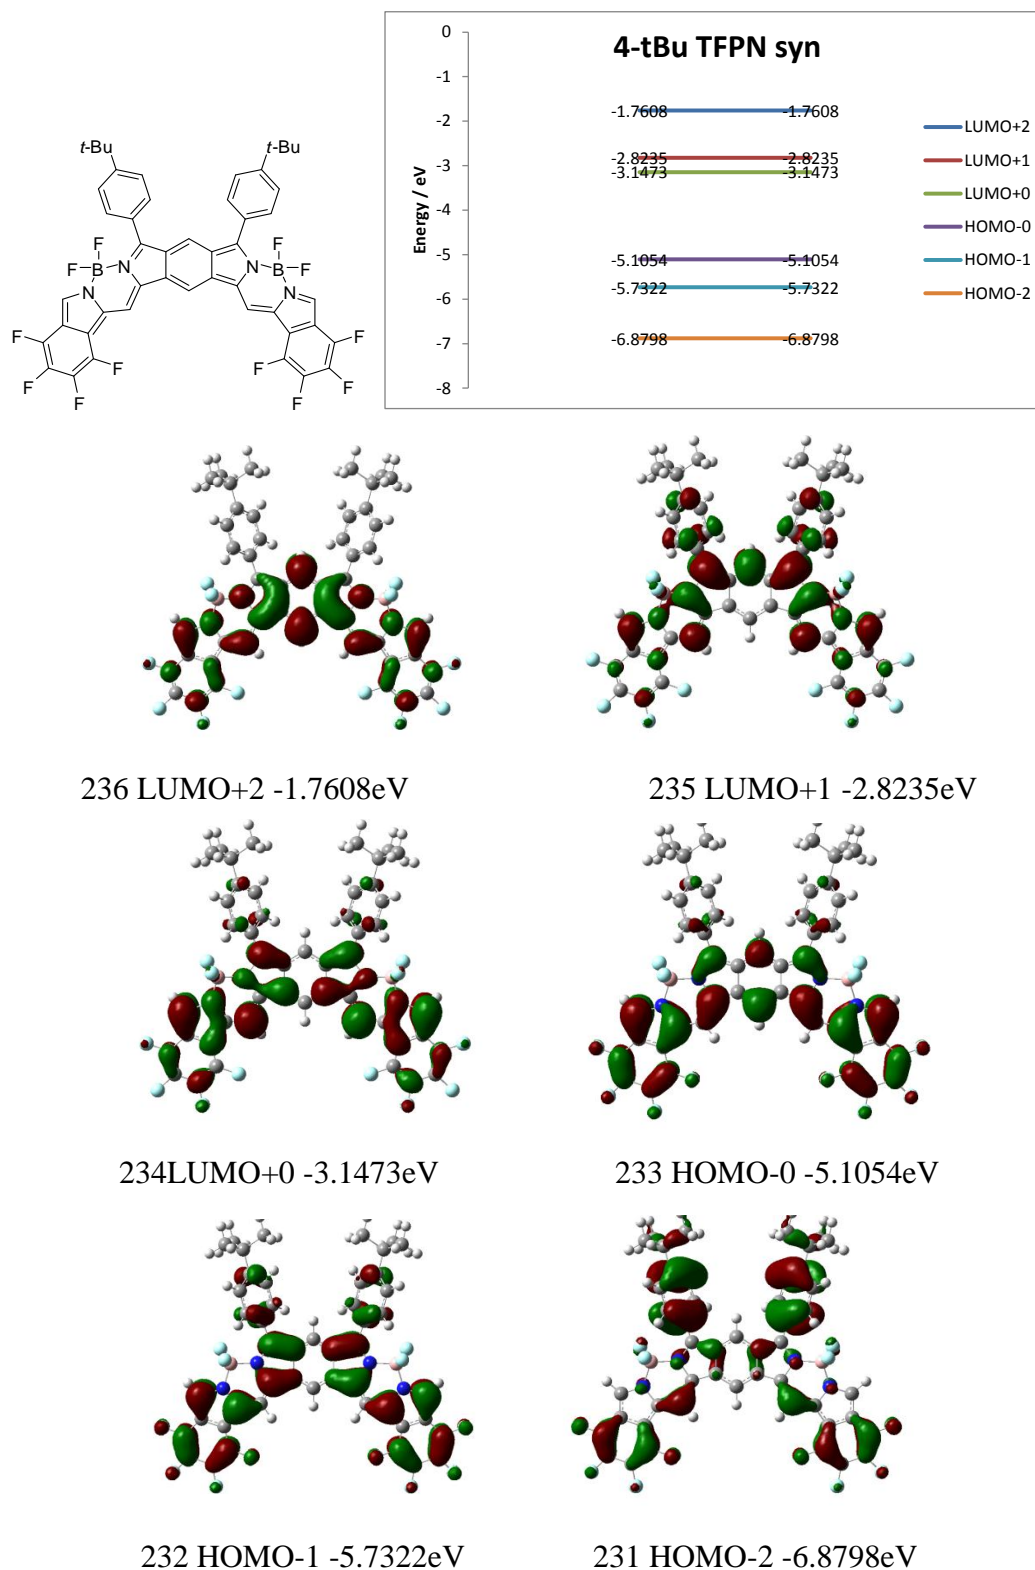 4-tBu TFPN syn
0
-1
-2
-3
-4
-5
-6
-7
-8
Energy / eV
-1.7608 -1.7608
-2.8235 -2.8235
-3.1473 -3.1473
-5.1054 -5.1054
-5.7322 -5.7322
-6.8798 -6.8798
LUMO+2
LUMO+1
LUMO+0
HOMO-0
HOMO-1
HOMO-2
t-Bu t-Bu
F F
F B N N B F
N N
F F
F F F F
F F
236 LUMO+2 -1.7608eV
235 LUMO+1 -2.8235eV
234LUMO+0 -3.1473eV
233 HOMO-0 -5.1054eV
232 HOMO-1 -5.7322eV
231 HOMO-2 -6.8798eV